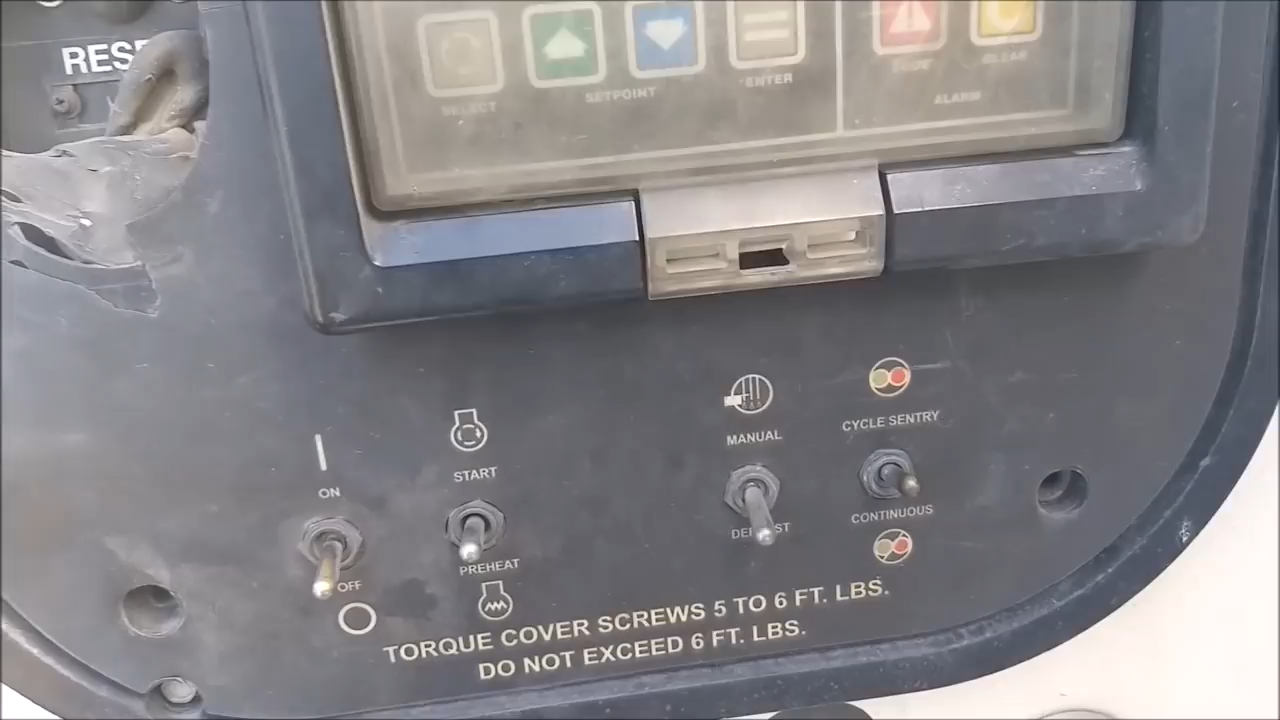 SELECT
SETPOINT
ENTER
CLEAR
ALARM
ON
OFF
START
PREHEAT
MANUAL
CYCLE SENTRY
CONTINUOUS
TORQUE COVER SCREWS 5 TO 6 FT. LBS.
DO NOT EXCEED 6 FT. LBS.